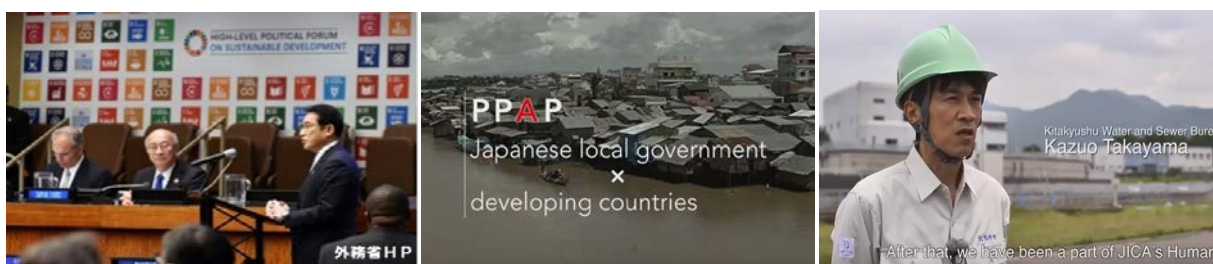 HIGH-LEVEL POLITICAL FORUM
ON SUSTAINABLE DEVELOPMENT
外務省HP
PPAP
Japanese local government
×
developing countries
Kitakyushu Water and Sewer Bure
Kazuo Takayama
After that, we have been a part of JICA's Human